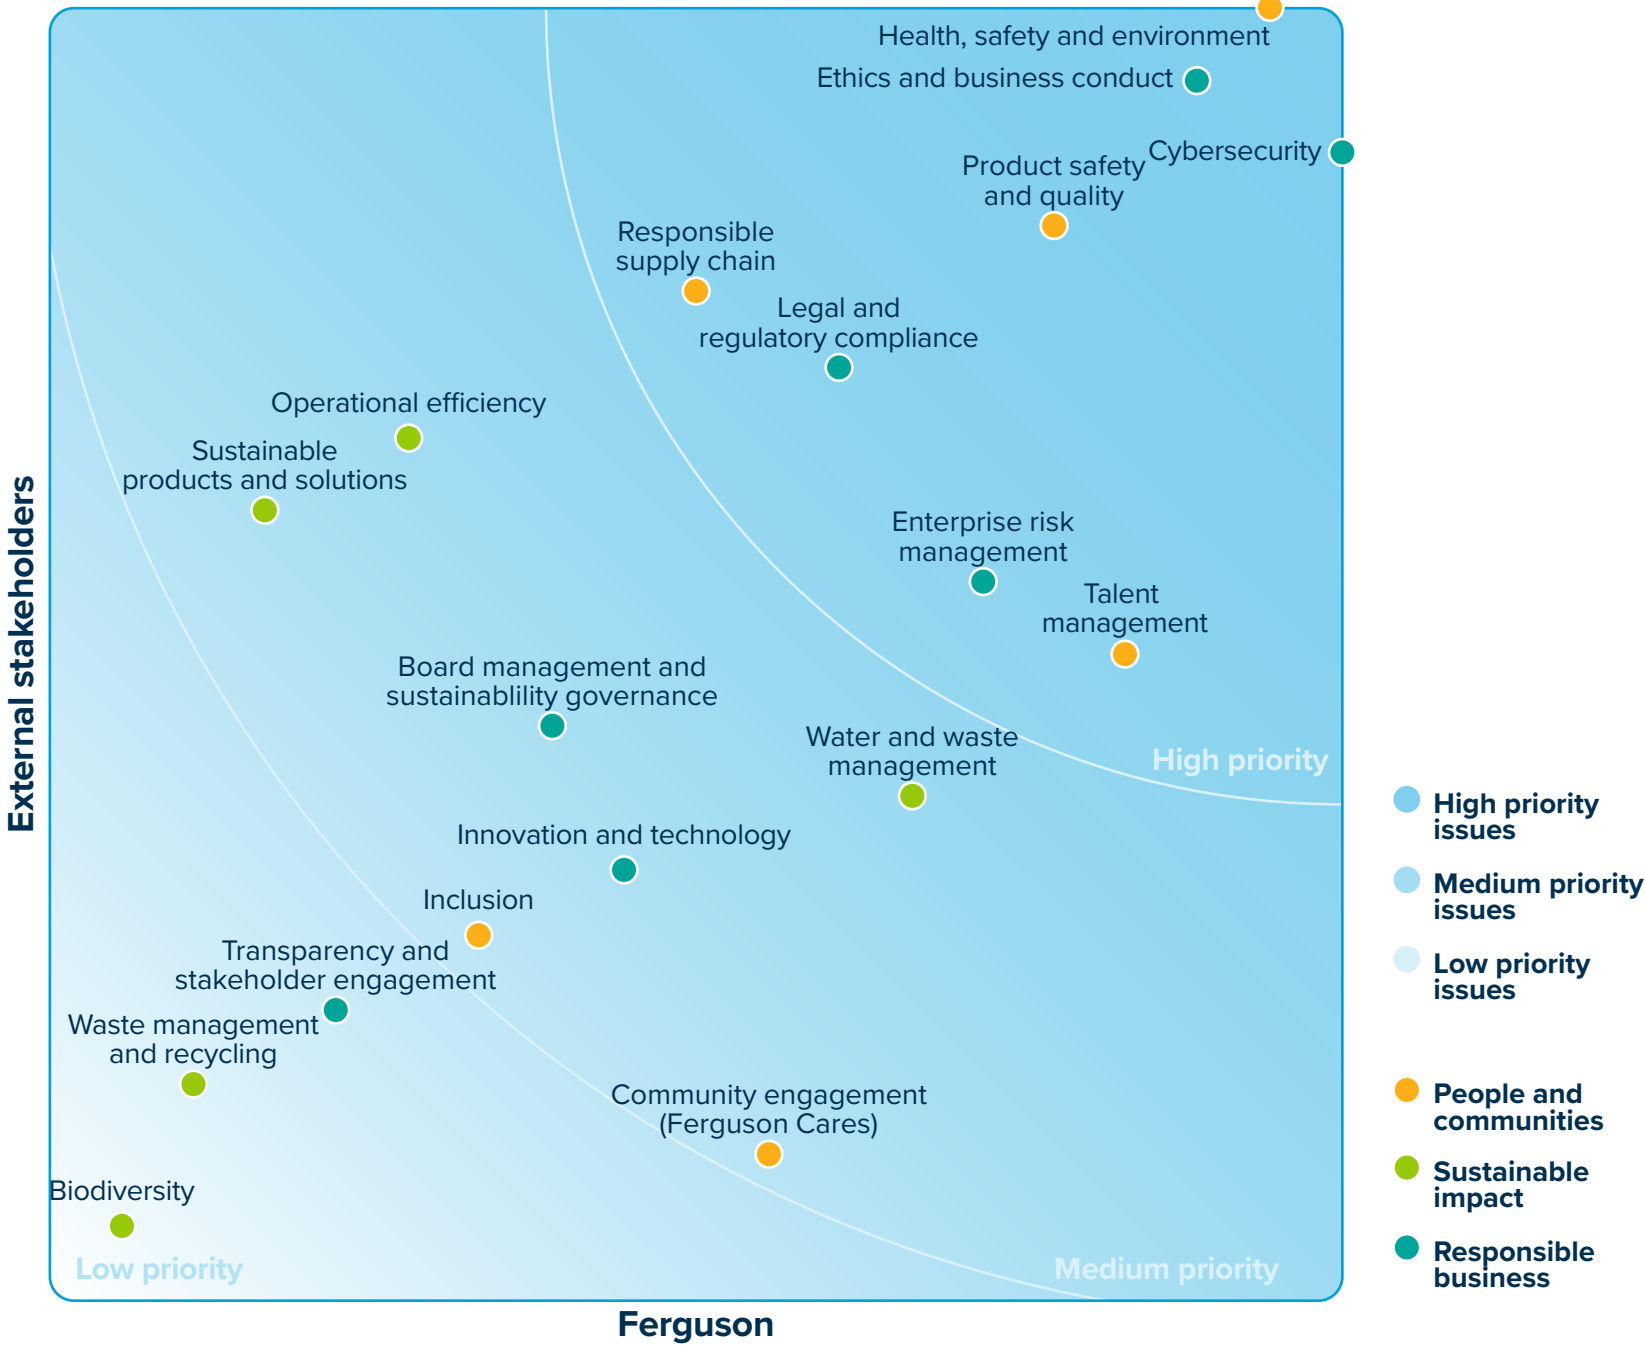 Health, safety and environment
Ethics and business conduct
Cybersecurity
Product safety
and quality
Responsible
supply chain
Legal and
regulatory compliance
Operational efficiency
Sustainable
products and solutions
Enterprise risk
management
Talent
management
Board management and
sustainablility governance
Water and waste
management
High priority
Innovation and technology
Inclusion
Transparency and
stakeholder engagement
Waste management
and recycling
Community engagement
(Ferguson Cares)
Biodiversity
Low priority
Medium priority
External stakeholders
Ferguson
High priority
issues
Medium priority
issues
Low priority
issues
People and
communities
Sustainable
impact
Responsible
business